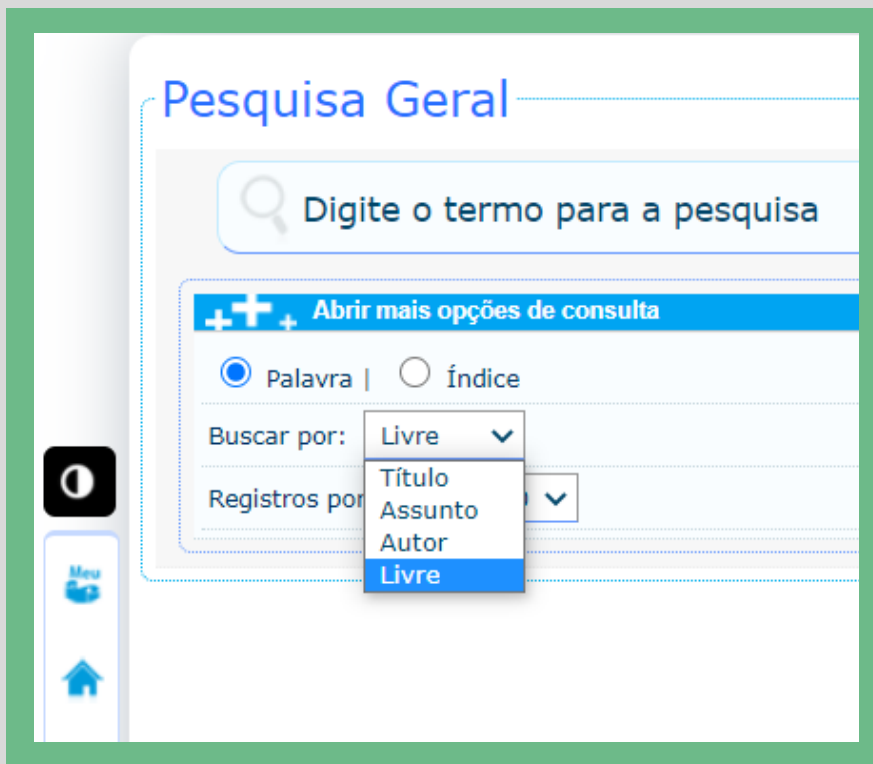 Pesquisa Geral
Digite o termo para a pesquisa
Abrir mais opções de consulta
Palavra | Índice
Buscar por: Livre
Título
Registros por
Assunto
Autor
Livre
Meu